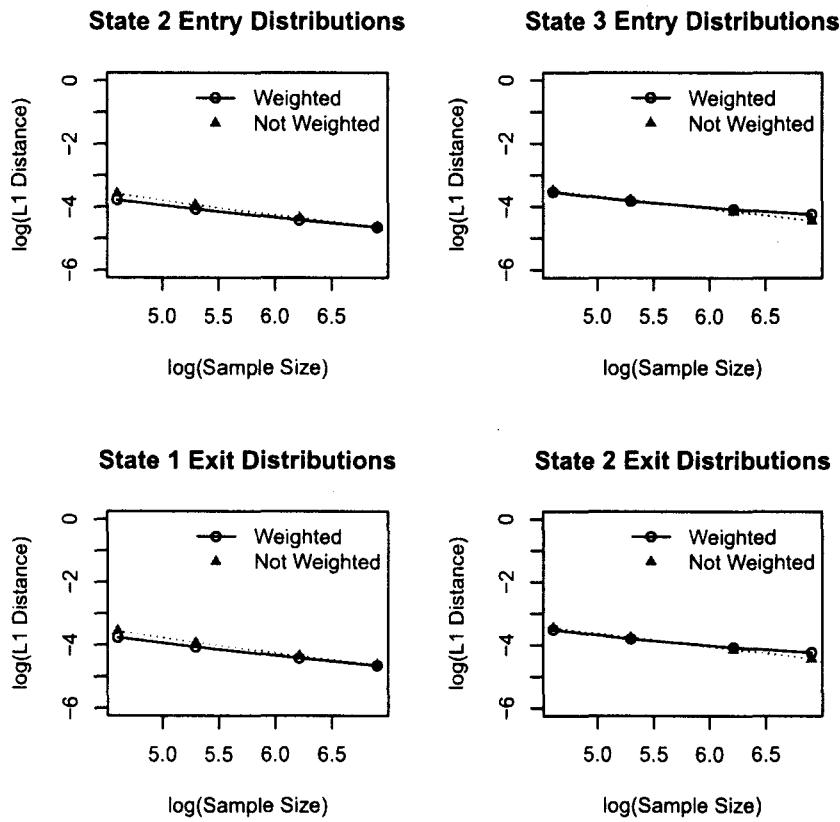 State 2 Entry Distributions
0
-2
-4
-6
log(L1 Distance)
Weighted
Not Weighted
5.0 5.5 6.0 6.5
log(Sample Size)
State 3 Entry Distributions
0
-2
-4
-6
log(L1 Distance)
Weighted
Not Weighted
5.0 5.5 6.0 6.5
log(Sample Size)
State 1 Exit Distributions
0
-2
-4
-6
log(L1 Distance)
Weighted
Not Weighted
5.0 5.5 6.0 6.5
log(Sample Size)
State 2 Exit Distributions
0
-2
-4
-6
log(L1 Distance)
Weighted
Not Weighted
5.0 5.5 6.0 6.5
log(Sample Size)